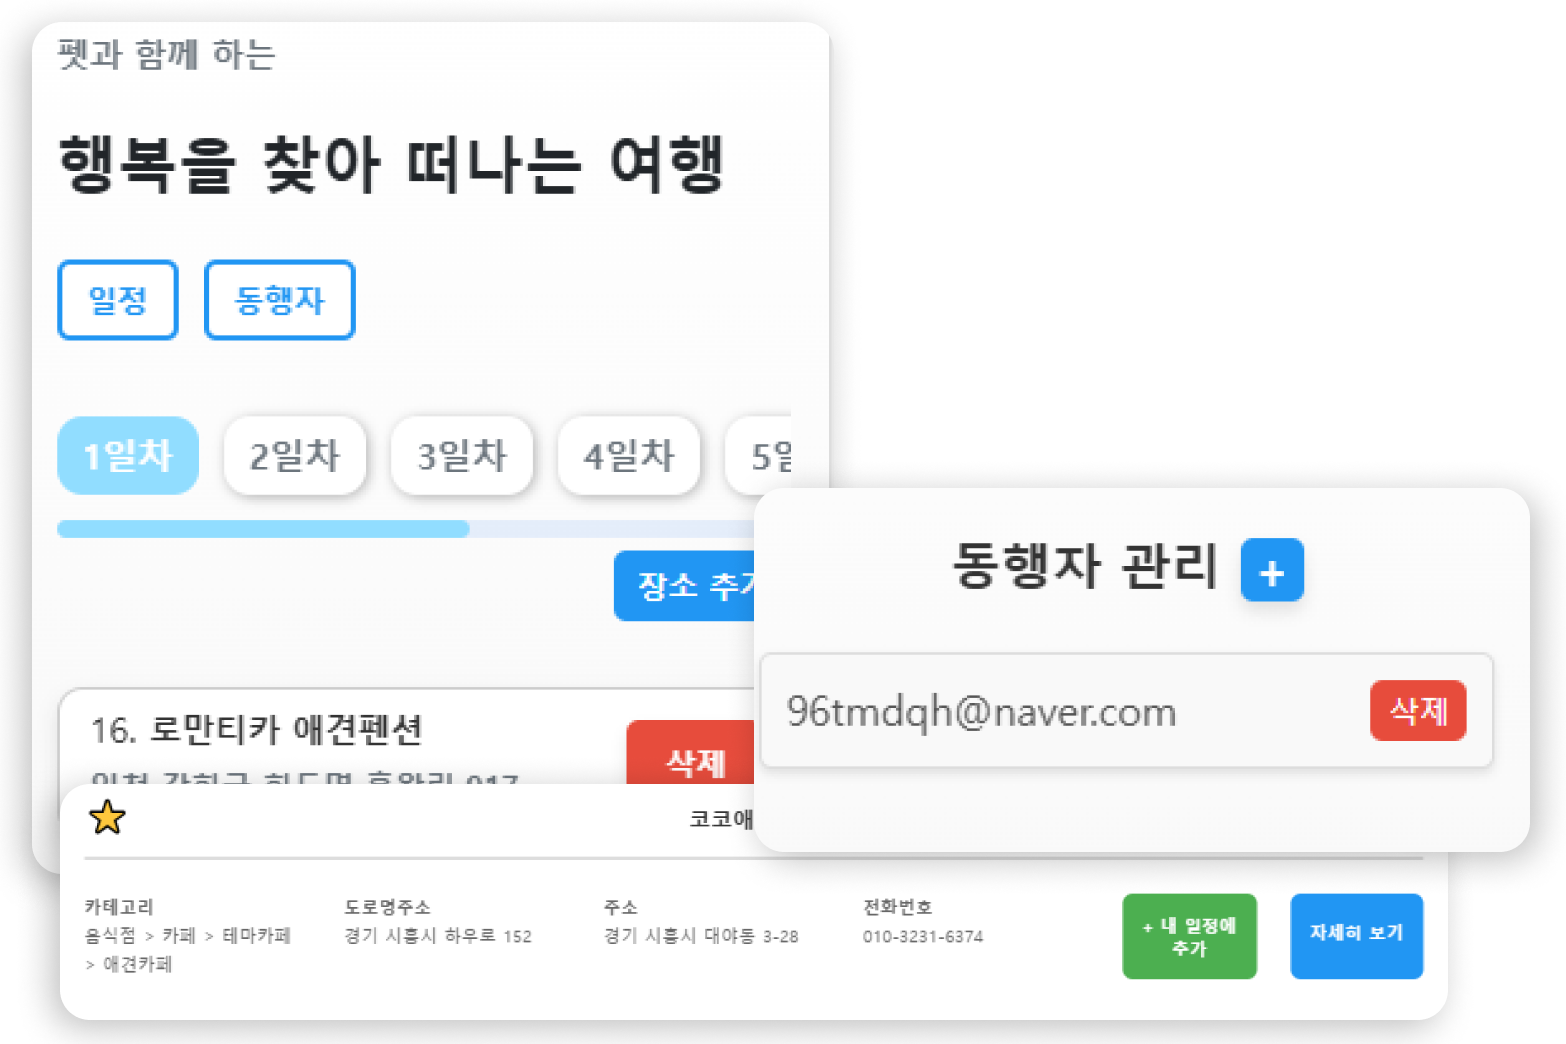 펫과 함께 하는
행복을 찾아 떠나는 여행
일정 동행자
1일차 2일차 3일차 4일차
장소
동행자 관리 +
96tmdqh@naver.com 삭제
16. 로만티카 애견펜션
삭제
코코애
카테고리 도로명주소 주소 전화번호
음식점 > 카페 > 테마카페 경기 시흥시 하우로 152 경기 시흥시 대야동 3-28 010-3231-6374
> 애견카페
+ 내 일정에
추가
자세히 보기